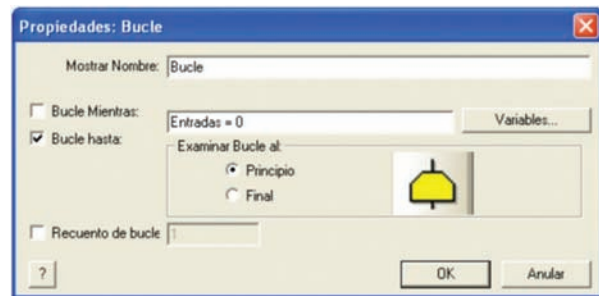 Propiedades: Bucle
Mostrar Nombre: Bucle
Bucle Mientras:
Entradas = 0 Variables...
Bucle hasta:
Examinar Bucle al:
Principio
Final
Recuento de bucle 1
? OK Anular